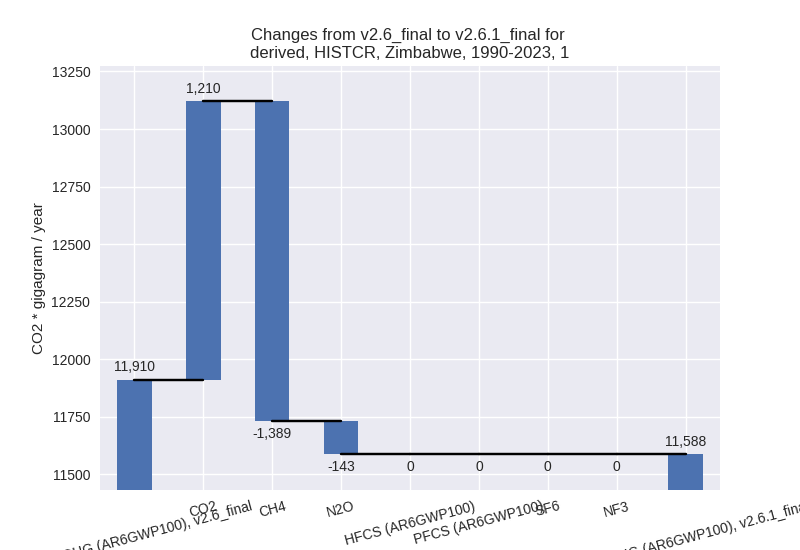 Changes from v2.6_final to v2.6.1_final for
derived, HISTCR, Zimbabwe, 1990-2023, 1
CO2 * gigagram / year
13250
13000
12750
12500
12250
12000
11750
11500
11,910
1,210
-1,389
-143
0
0
0
0
11,588
(AR6GWP100), v2.6_final
CO2
CH4
N2O
HFCS (AR6GWP100)
PFCS (AR6GWP100)
SF6
NF3
(AR6GWP100), v2.6.1_fina